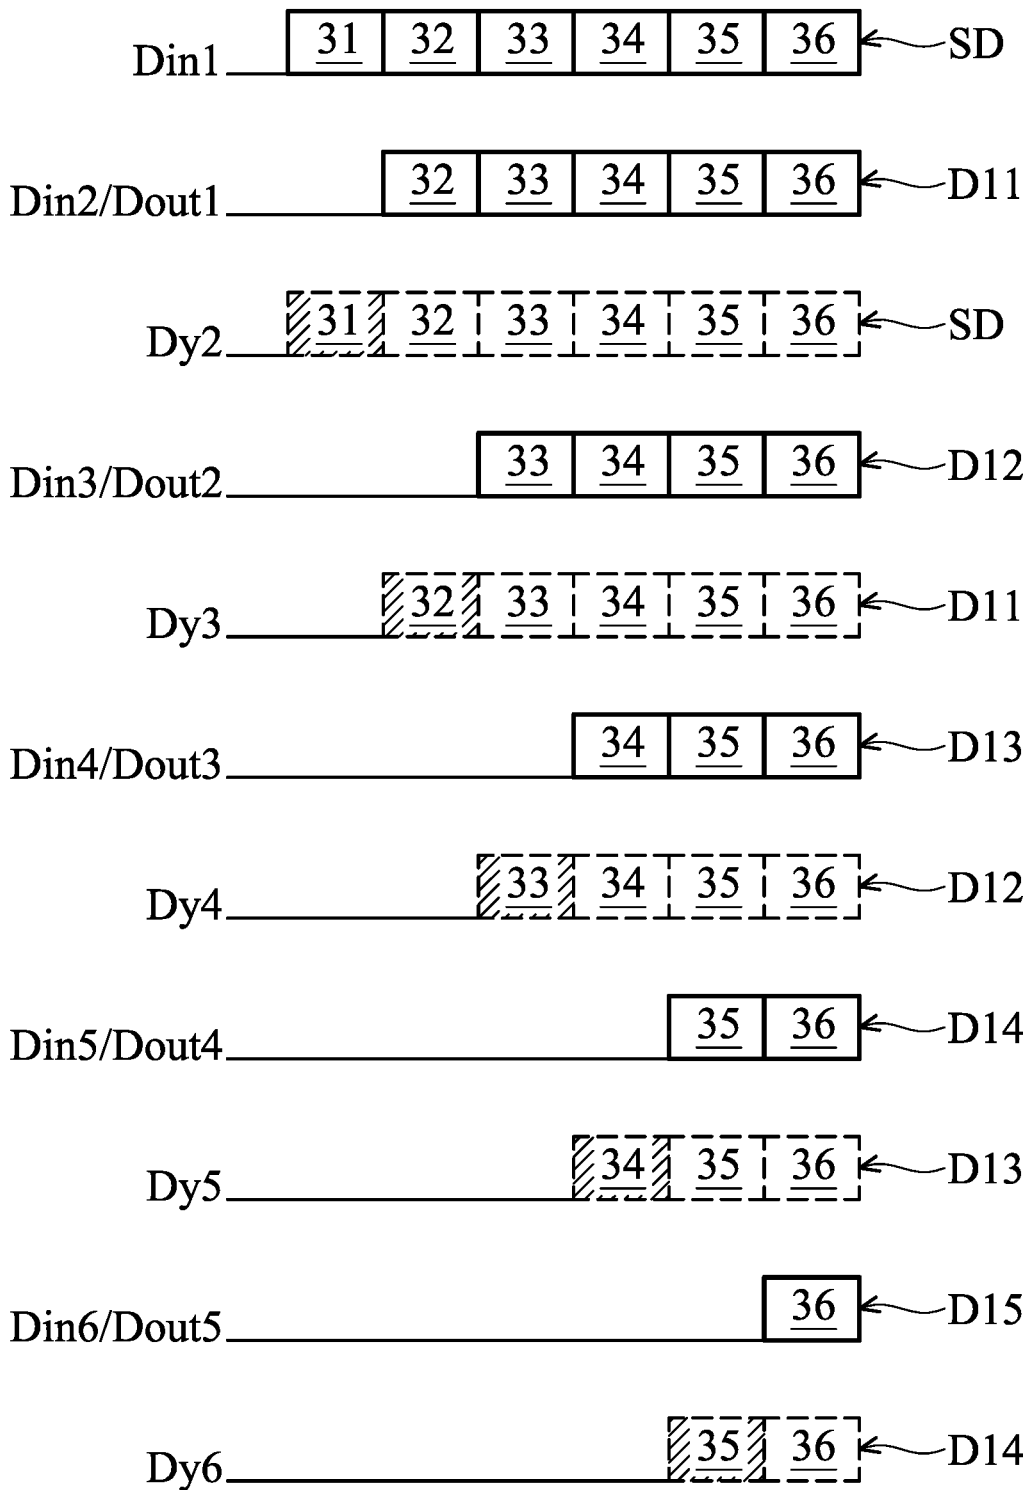 Din1 31 32 33 34 35 36 SD
Din2/Dout1 32 33 34 35 36 D11
Dy2 31 32 33 34 35 36 SD
Din3/Dout2 33 34 35 36 D12
Dy3 32 33 34 35 36 D11
Din4/Dout3 34 35 36 D13
Dy4 33 34 35 36 D12
Din5/Dout4 35 36 D14
Dy5 34 35 36 D13
Din6/Dout5 36 D15
Dy6 35 36 D14